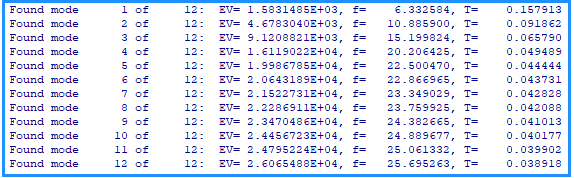 Found mode 1 of 12: EV= 1.5831485E+03, f= 6.332584, T= 0.157913
Found mode 2 of 12: EV= 4.6783040E+03, f= 10.885900, T= 0.091862
Found mode 3 of 12: EV= 9.1208821E+03, f= 15.199824, T= 0.065790
Found mode 4 of 12: EV= 1.6119022E+04, f= 20.206425, T= 0.049489
Found mode 5 of 12: EV= 1.9986785E+04, f= 22.500470, T= 0.044444
Found mode 6 of 12: EV= 2.0643189E+04, f= 22.866965, T= 0.043731
Found mode 7 of 12: EV= 2.1522731E+04, f= 23.349029, T= 0.042828
Found mode 8 of 12: EV= 2.2286911E+04, f= 23.759925, T= 0.042088
Found mode 9 of 12: EV= 2.3470486E+04, f= 24.382665, T= 0.041013
Found mode 10 of 12: EV= 2.4456723E+04, f= 24.889677, T= 0.040177
Found mode 11 of 12: EV= 2.4795224E+04, f= 25.061332, T= 0.039902
Found mode 12 of 12: EV= 2.6065488E+04, f= 25.695263, T= 0.038918